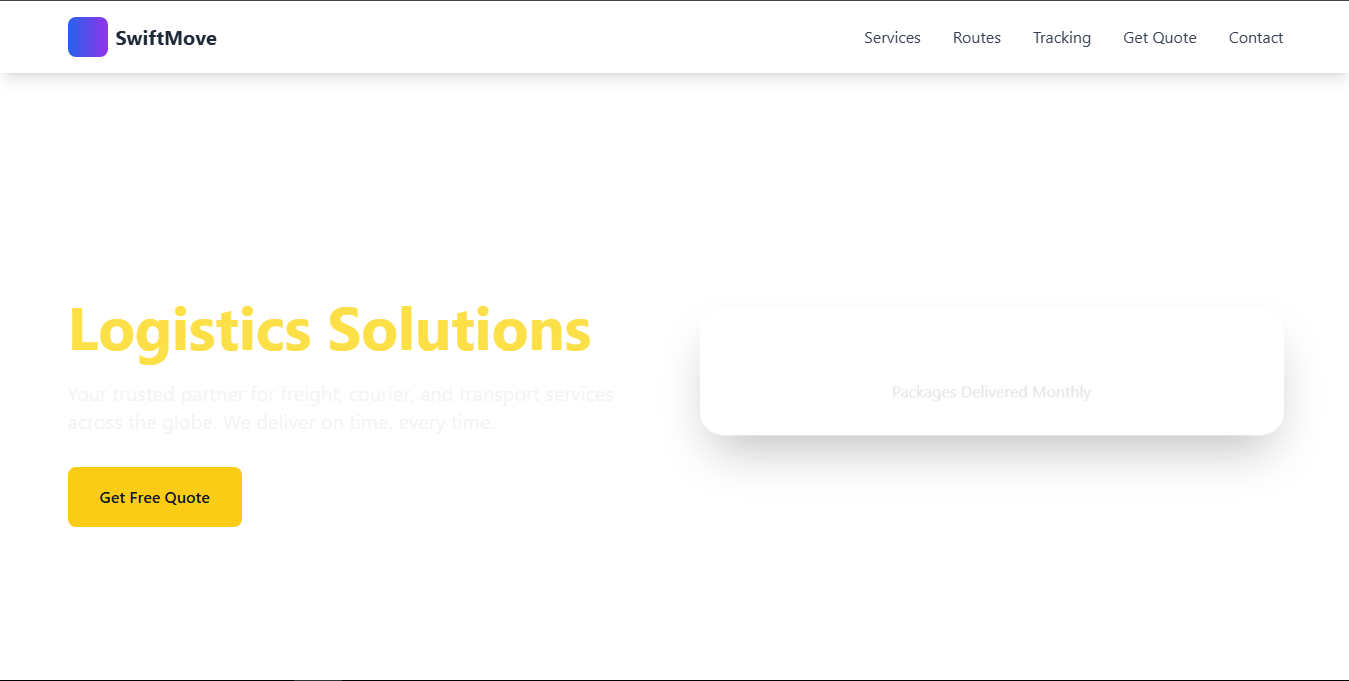 SwiftMove
Services
Routes
Tracking
Get Quote
Contact
Logistics Solutions
Your trusted partner for freight, courier, and transport services
across the globe. We deliver on time, every time.
Get Free Quote
Packages Delivered Monthly